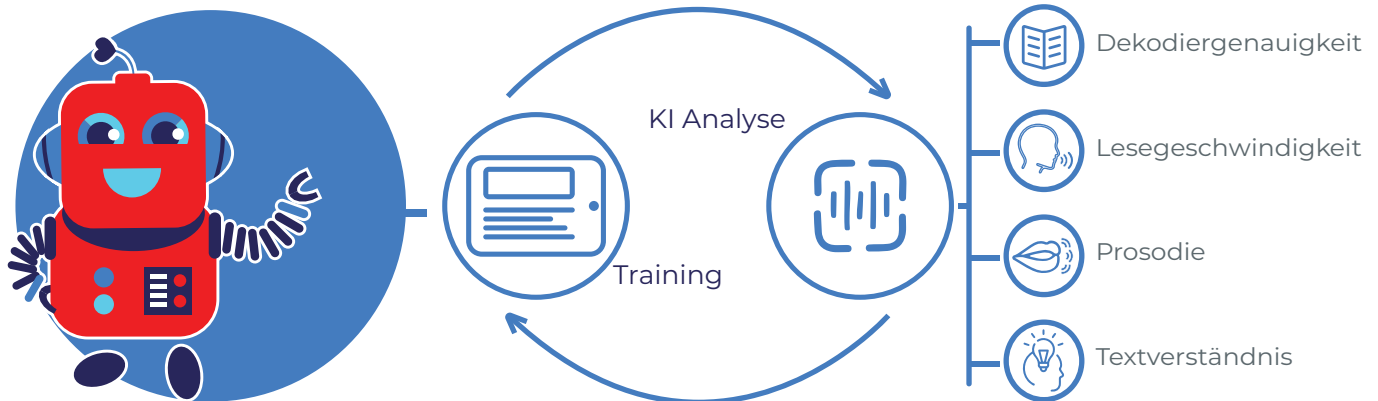 KI Analyse
Training
Dekodiergenauigkeit
Lesegeschwindigkeit
Prosodie
Textverständnis